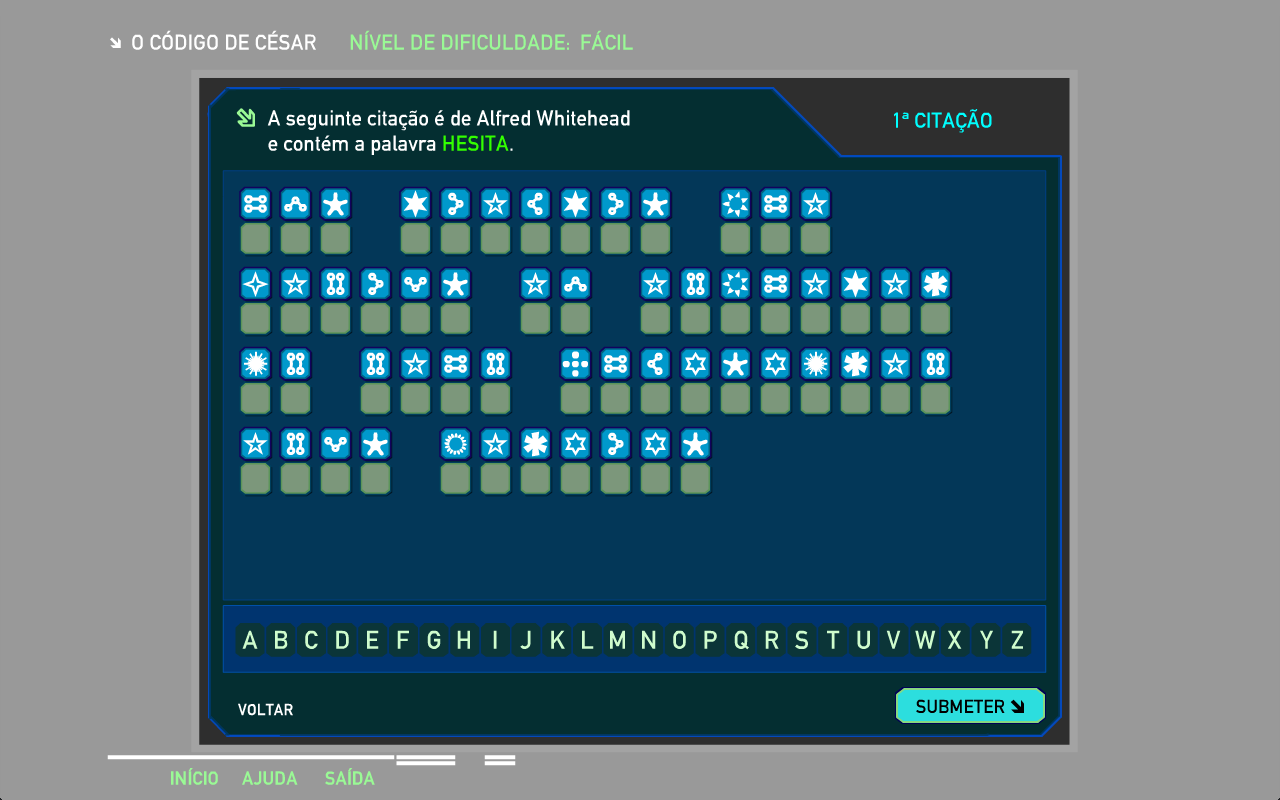 O CÓDIGO DE CÉSAR NÍVEL DE DIFICULDADE: FÁCIL
A seguinte citação é de Alfred Whitehead
e contém a palavra HESITA.
1ª CITAÇÃO
A B C D E F G H I J K L M N O P Q R S T U V W X Y Z
VOLTAR
SUBMETER
INÍCIO AJUDA SAÍDA